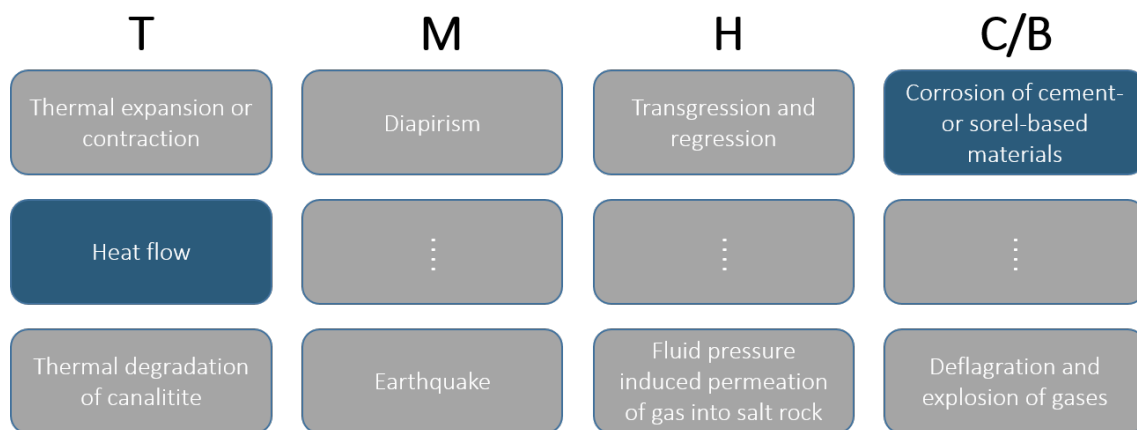 T
M
H
C/B
Thermal expansion or
contraction
Diapirism
Transgression and
regression
Corrosion of cement-
or sorel-based
materials
Heat flow
⋮
⋮
⋮
Thermal degradation
of canalitite
Earthquake
Fluid pressure
induced permeation
of gas into salt rock
Deflagration and
explosion of gases